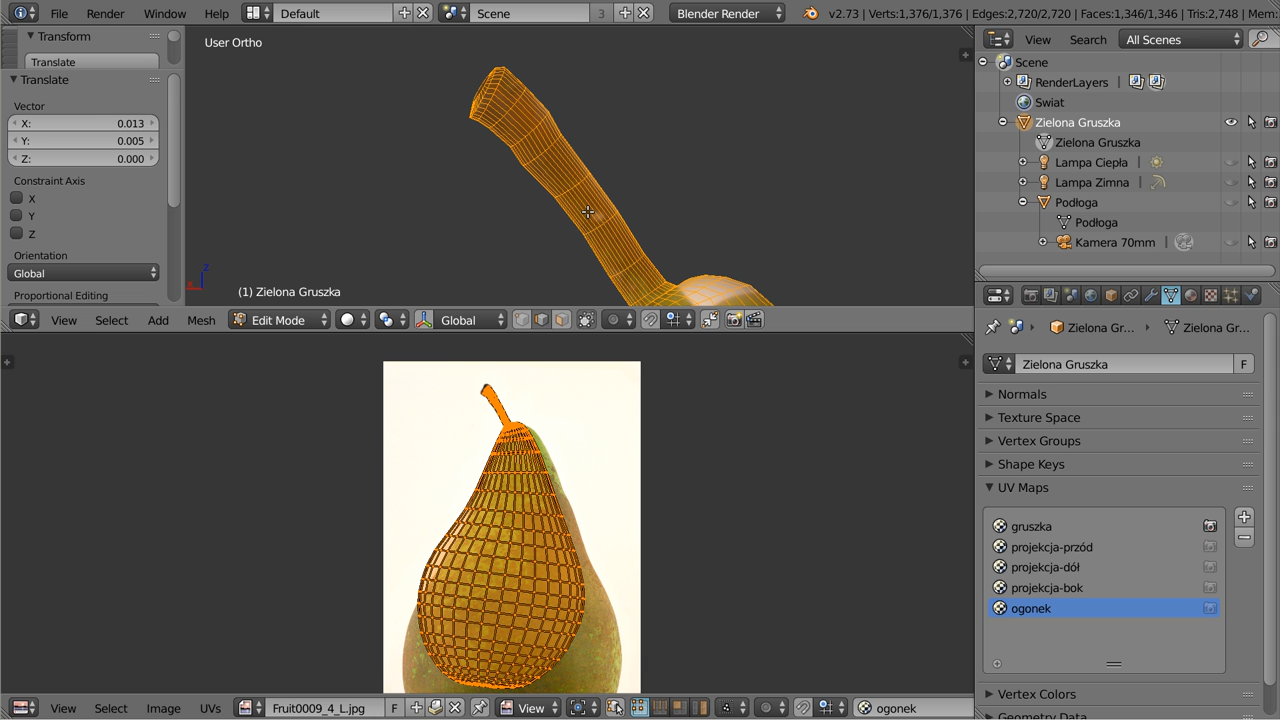 File Render Window Help Default Scene 3 Blender Render v2.73 | Verts:1,376/1,376 | Edges:2,720/2,720 | Faces:1,346/1,346 | Tris:2,748 | Mem:
Transform
Translate
Translate
Vector
X: 0.013
Y: 0.005
Z: 0.000
Constraint Axis
X
Y
Z
Orientation
Global
Proportional Editing
User Ortho
(1) Zielona Gruszka
View Select Add Mesh Edit Mode Global
View Search All Scenes
Scene
RenderLayers
Swiat
Zielona Gruszka
Zielona Gruszka
Lampa Ciepła
Lampa Zimna
Podłoga
Podłoga
Kamera 70mm
Zielona Gr... Zielona Gr...
Zielona Gruszka F
Normals
Texture Space
Vertex Groups
Shape Keys
UV Maps
gruszka
projekcja-przód
projekcja-dół
projekcja-bok
ogonek
Vertex Colors
Geometry Data
View Select Image UVs Fruit0009_4_L.jpg F View ogonek